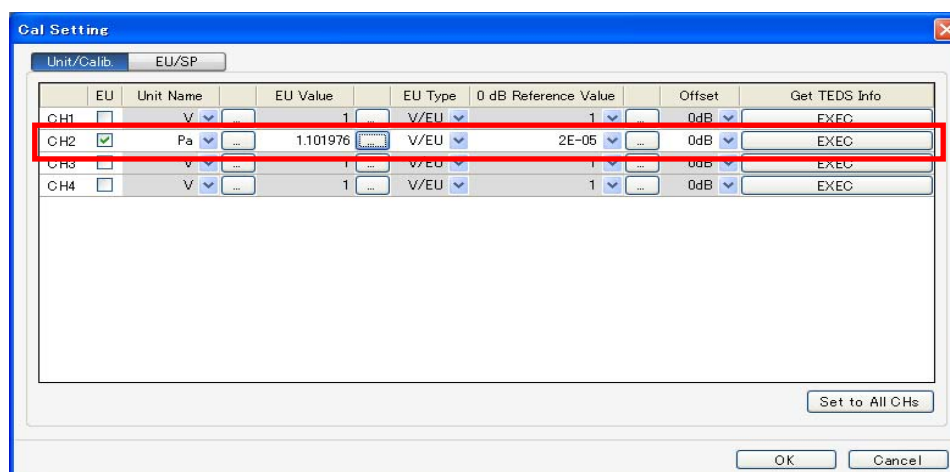 Cal Setting
Unit/Calib. EU/SP
EU Unit Name EU Value EU Type 0 dB Reference Value Offset Get TEDS Info
CH1 V ... 1 ... V/EU 1 ... 0dB EXEC
CH2 Pa ... 1.101976 ... V/EU 2E-05 ... 0dB EXEC
CH3 V ... 1 ... V/EU 1 ... 0dB EXEC
CH4 V ... 1 ... V/EU 1 ... 0dB EXEC
Set to All CHs
OK Cancel